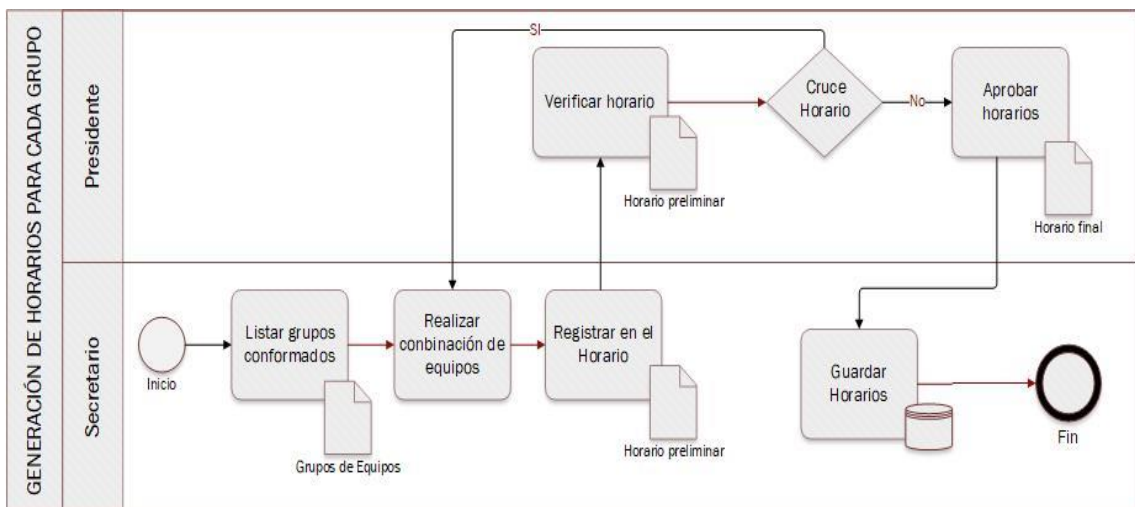 GENERACIÓN DE HORARIOS PARA CADA GRUPO
Presidente
SI
Verificar horario
Horario preliminar
Cruce
Horario
No
Aprobar
horarios
Horario final
Secretario
Inicio
Listar grupos
conformados
Grupos de Equipos
Realizar
conbinación de
equipos
Registrar en el
Horario
Horario preliminar
Guardar
Horarios
Fin